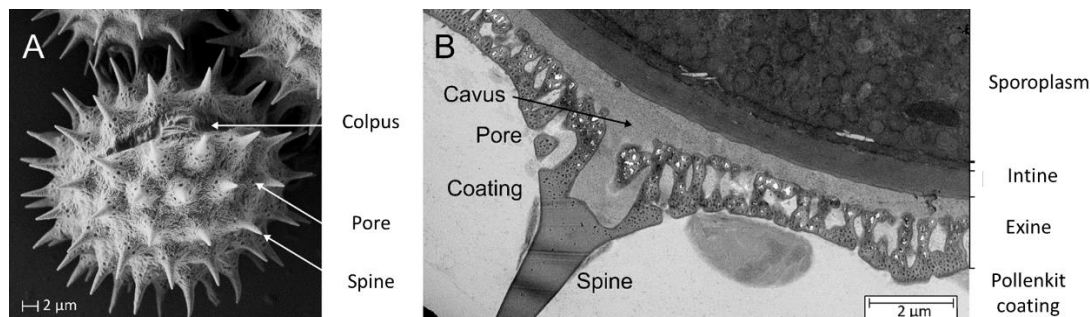 A
Colpus
Pore
Spine
2 μm
B
Cavus
Pore
Coating
Spine
2 μm
Sporoplasm
Intine
Exine
Pollenkit
coating